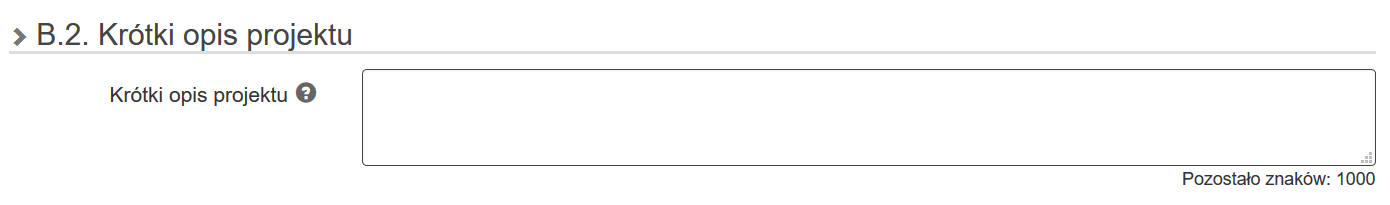 B.2. Krótki opis projektu
Krótki opis projektu
Pozostało znaków: 1000